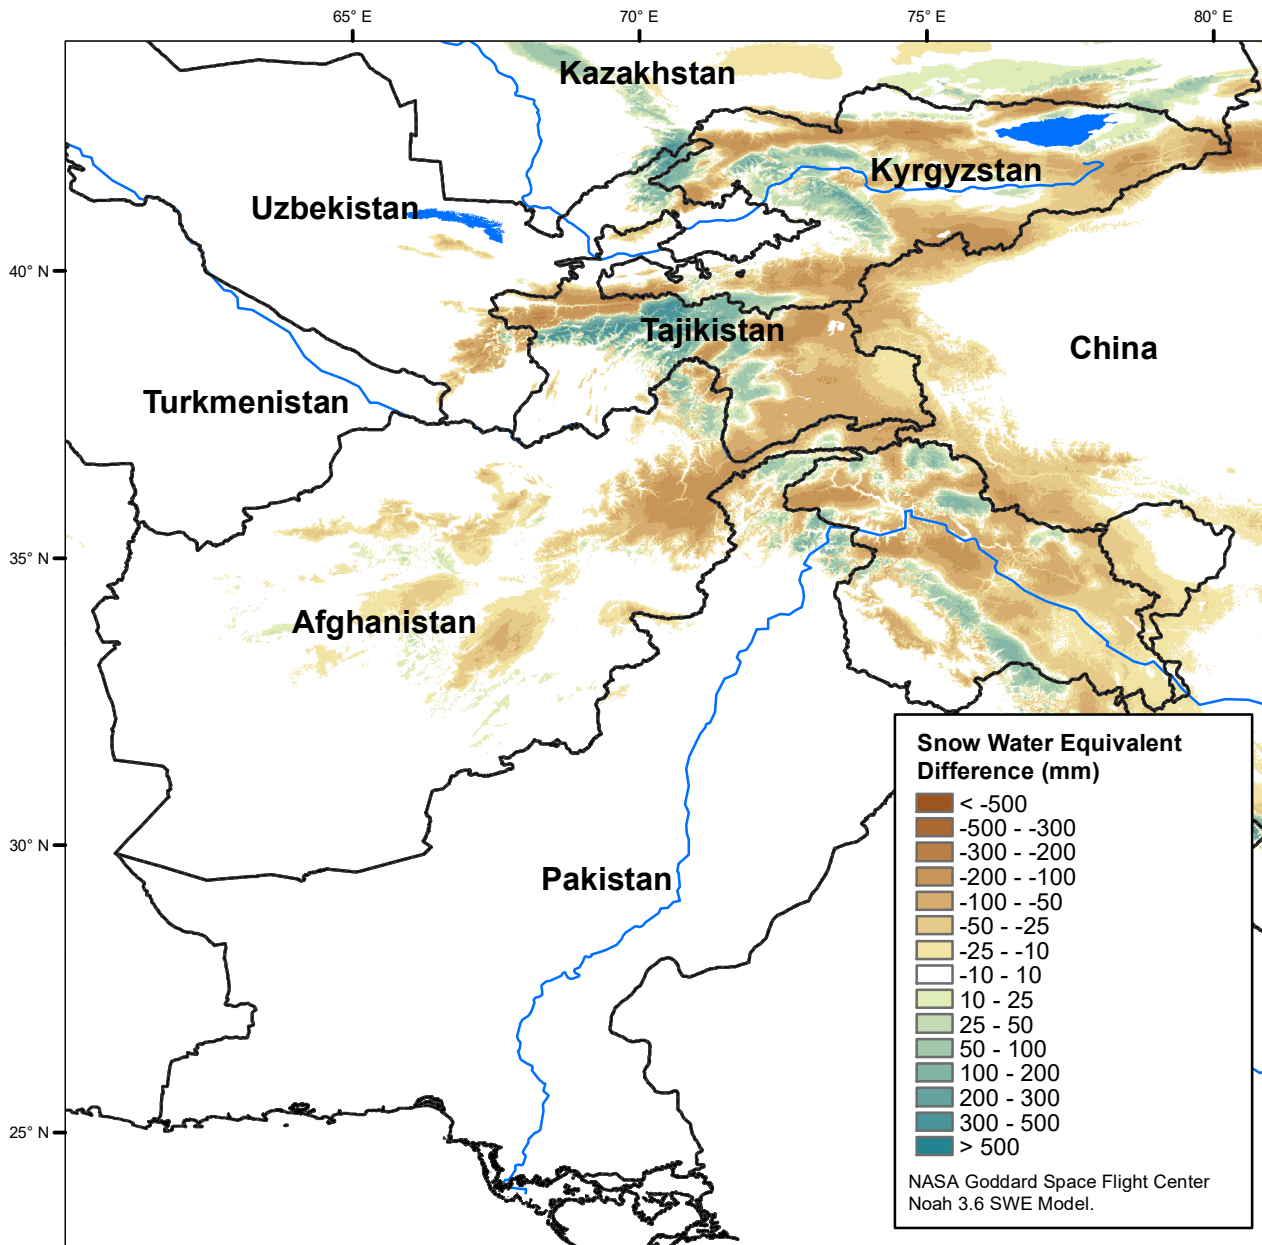 65° E
70° E
75° E
80° E
Kazakhstan
Kyrgyzstan
Uzbekistan
40° N
Tajikistan
China
Turkmenistan
35° N
Afghanistan
Snow Water Equivalent
Difference (mm)
< -500
-500 - -300
-300 - -200
-200 - -100
-100 - -50
-50 - -25
-25 - -10
-10 - 10
10 - 25
25 - 50
50 - 100
100 - 200
200 - 300
300 - 500
> 500
NASA Goddard Space Flight Center
Noah 3.6 SWE Model.
30° N
Pakistan
25° N